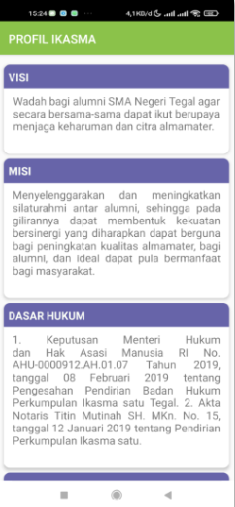 15:24
4,1KB/d
PROFIL IKASMA
VISI
Wadah bagi alumni SMA Negeri Tegal agar
secara bersama-sama dapat ikut berupaya
menjaga keharuman dan citra almamater.
MISI
Menyelenggarakan dan meningkatkan
silaturahmi antar alumni, sehingga pada
gilirannya dapat membentuk kekuatan
bersinergi yang diharapkan dapat berguna
bagi peningkatan kualitas almamater, bagi
alumni, dan ideal dapat pula bermanfaat
bagi masyarakat.
DASAR HUKUM
1. Keputusan Menteri Hukum
dan Hak Asasi Manusia RI No.
AHU-0000912.AH.01.07 Tahun 2019,
tanggal 08 Februari 2019 tentang
Pengesahan Pendirian Badan Hukum
Perkumpulan Ikasma satu Tegal. 2. Akta
Notaris Titin Mutinah SH. MKn. No. 15,
tanggal 12 Januari 2019 tentang Pendirian
Perkumpulan Ikasma satu.